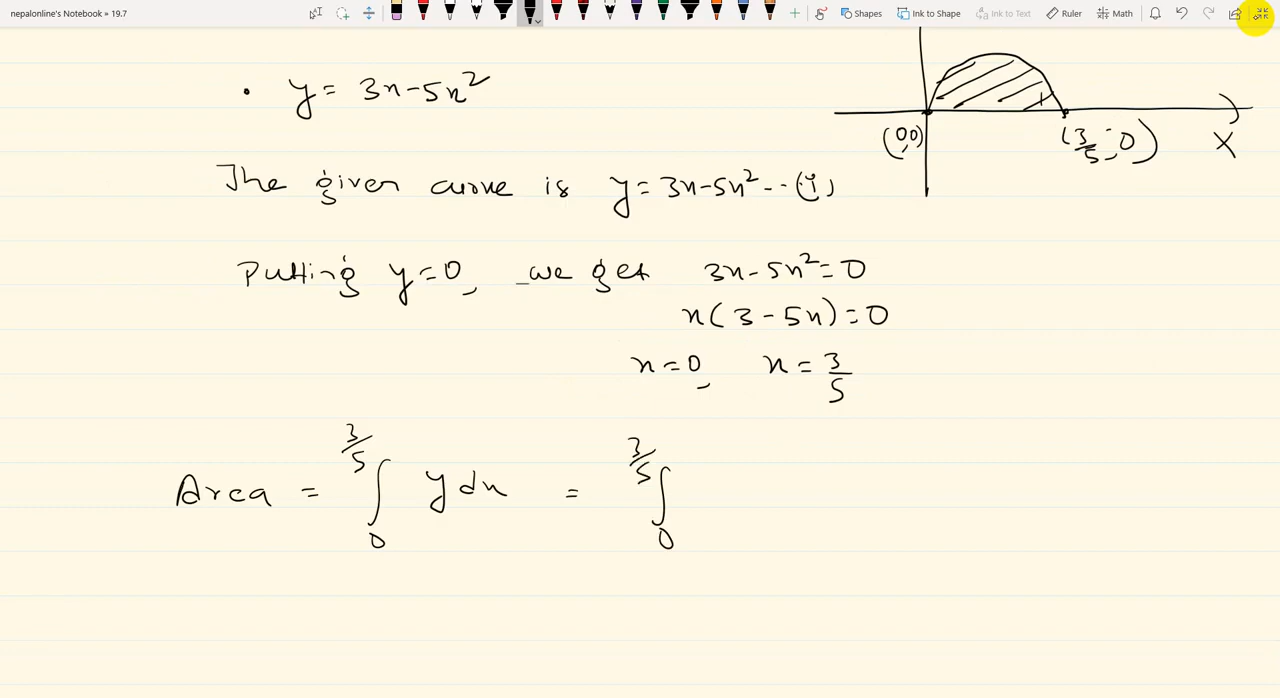 nepalonline's Notebook » 19.7
Shapes Ink to Shape Ink to Text Ruler Math
• y = 3x - 5x²
(0,0) (3/5, 0) X
The given curve is y = 3x - 5x² -- (i)
Putting y = 0, we get 3x - 5x² = 0
x(3 - 5x) = 0
x = 0, x = 3/5
Area = ∫₀^{3/5} y dx = ∫₀^{3/5}